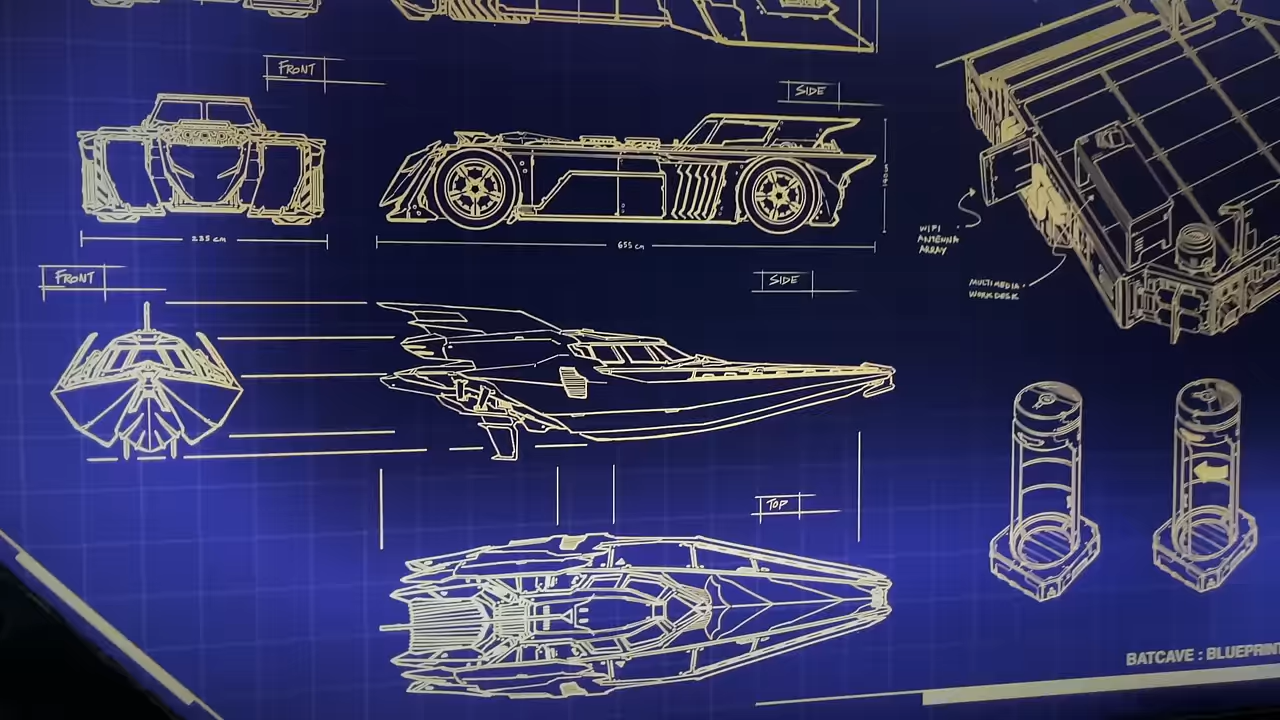 FRONT
SIDE
235 cm
655 cm
WIFI
ANTENNA
ARRAY
FRONT
SIDE
MULTIMEDIA
WORKDESK
TOP
BATCAVE : BLUEPRINT